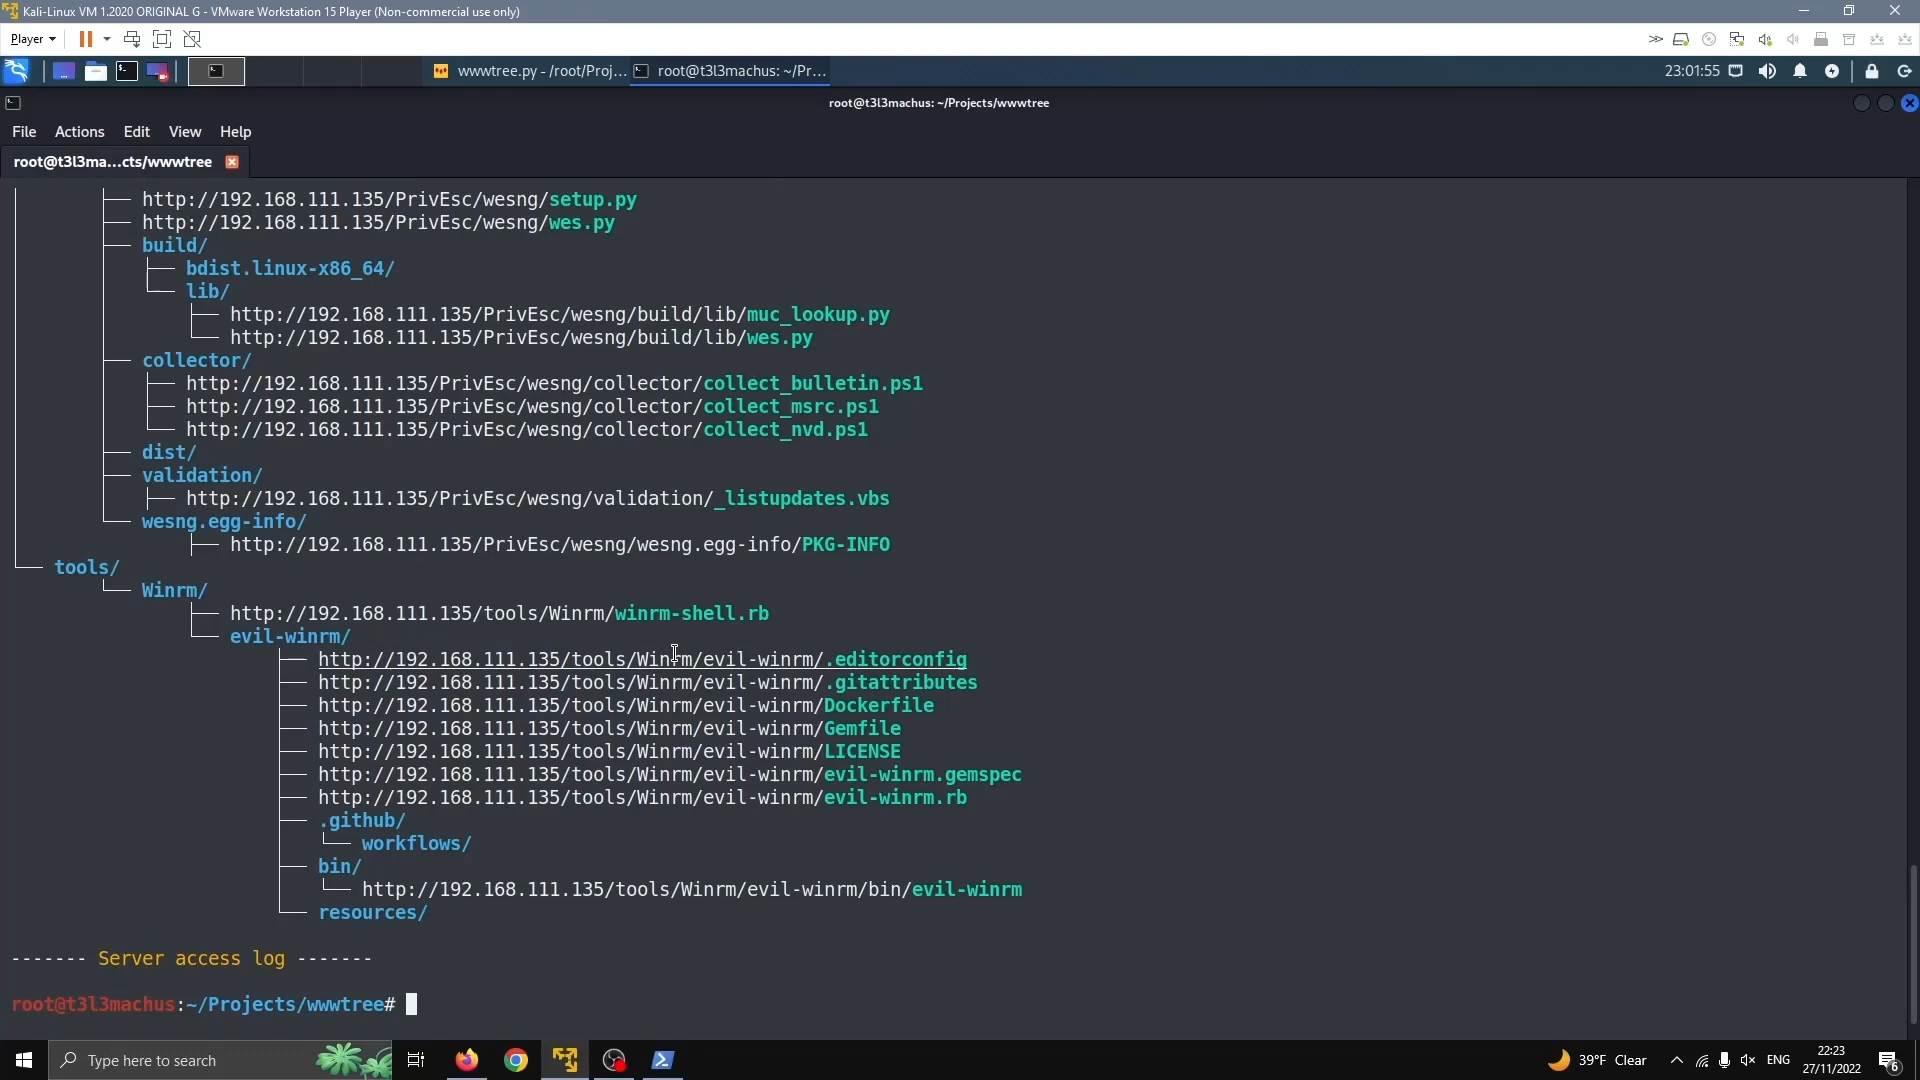 Kali-Linux VM 1.2020 ORIGINAL G - VMware Workstation 15 Player (Non-commercial use only)
Player
wwwtree.py - /root/Proj... root@t3l3machus: ~/Pr... 23:01:55
root@t3l3machus: ~/Projects/wwwtree
File Actions Edit View Help
root@t3l3ma...cts/wwwtree
http://192.168.111.135/PrivEsc/wesng/setup.py
http://192.168.111.135/PrivEsc/wesng/wes.py
build/
bdist.linux-x86_64/
lib/
http://192.168.111.135/PrivEsc/wesng/build/lib/muc_lookup.py
http://192.168.111.135/PrivEsc/wesng/build/lib/wes.py
collector/
http://192.168.111.135/PrivEsc/wesng/collector/collect_bulletin.ps1
http://192.168.111.135/PrivEsc/wesng/collector/collect_msrc.ps1
http://192.168.111.135/PrivEsc/wesng/collector/collect_nvd.ps1
dist/
validation/
http://192.168.111.135/PrivEsc/wesng/validation/_listupdates.vbs
wesng.egg-info/
http://192.168.111.135/PrivEsc/wesng/wesng.egg-info/PKG-INFO
tools/
Winrm/
http://192.168.111.135/tools/Winrm/winrm-shell.rb
evil-winrm/
http://192.168.111.135/tools/Winrm/evil-winrm/.editorconfig
http://192.168.111.135/tools/Winrm/evil-winrm/.gitattributes
http://192.168.111.135/tools/Winrm/evil-winrm/Dockerfile
http://192.168.111.135/tools/Winrm/evil-winrm/Gemfile
http://192.168.111.135/tools/Winrm/evil-winrm/LICENSE
http://192.168.111.135/tools/Winrm/evil-winrm/evil-winrm.gemspec
http://192.168.111.135/tools/Winrm/evil-winrm/evil-winrm.rb
.github/
workflows/
bin/
http://192.168.111.135/tools/Winrm/evil-winrm/bin/evil-winrm
resources/
------- Server access log -------
root@t3l3machus:~/Projects/wwwtree#
Type here to search 39°F Clear ENG 22:23
27/11/2022 6